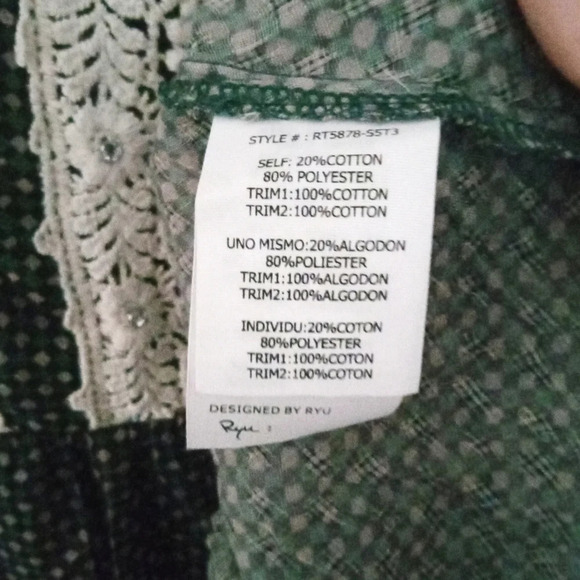 STYLE # : RT5878-SST3
SELF: 20%COTTON
80% POLYESTER
TRIM1:100%COTTON
TRIM2:100%COTTON
UNO MISMO:20%ALGODON
80%POLIESTER
TRIM1:100%ALGODON
TRIM2:100%ALGODON
INDIVIDU:20%COTON
80%POLYESTER
TRIM1:100%COTON
TRIM2:100%COTON
DESIGNED BY RYU
Ryu :